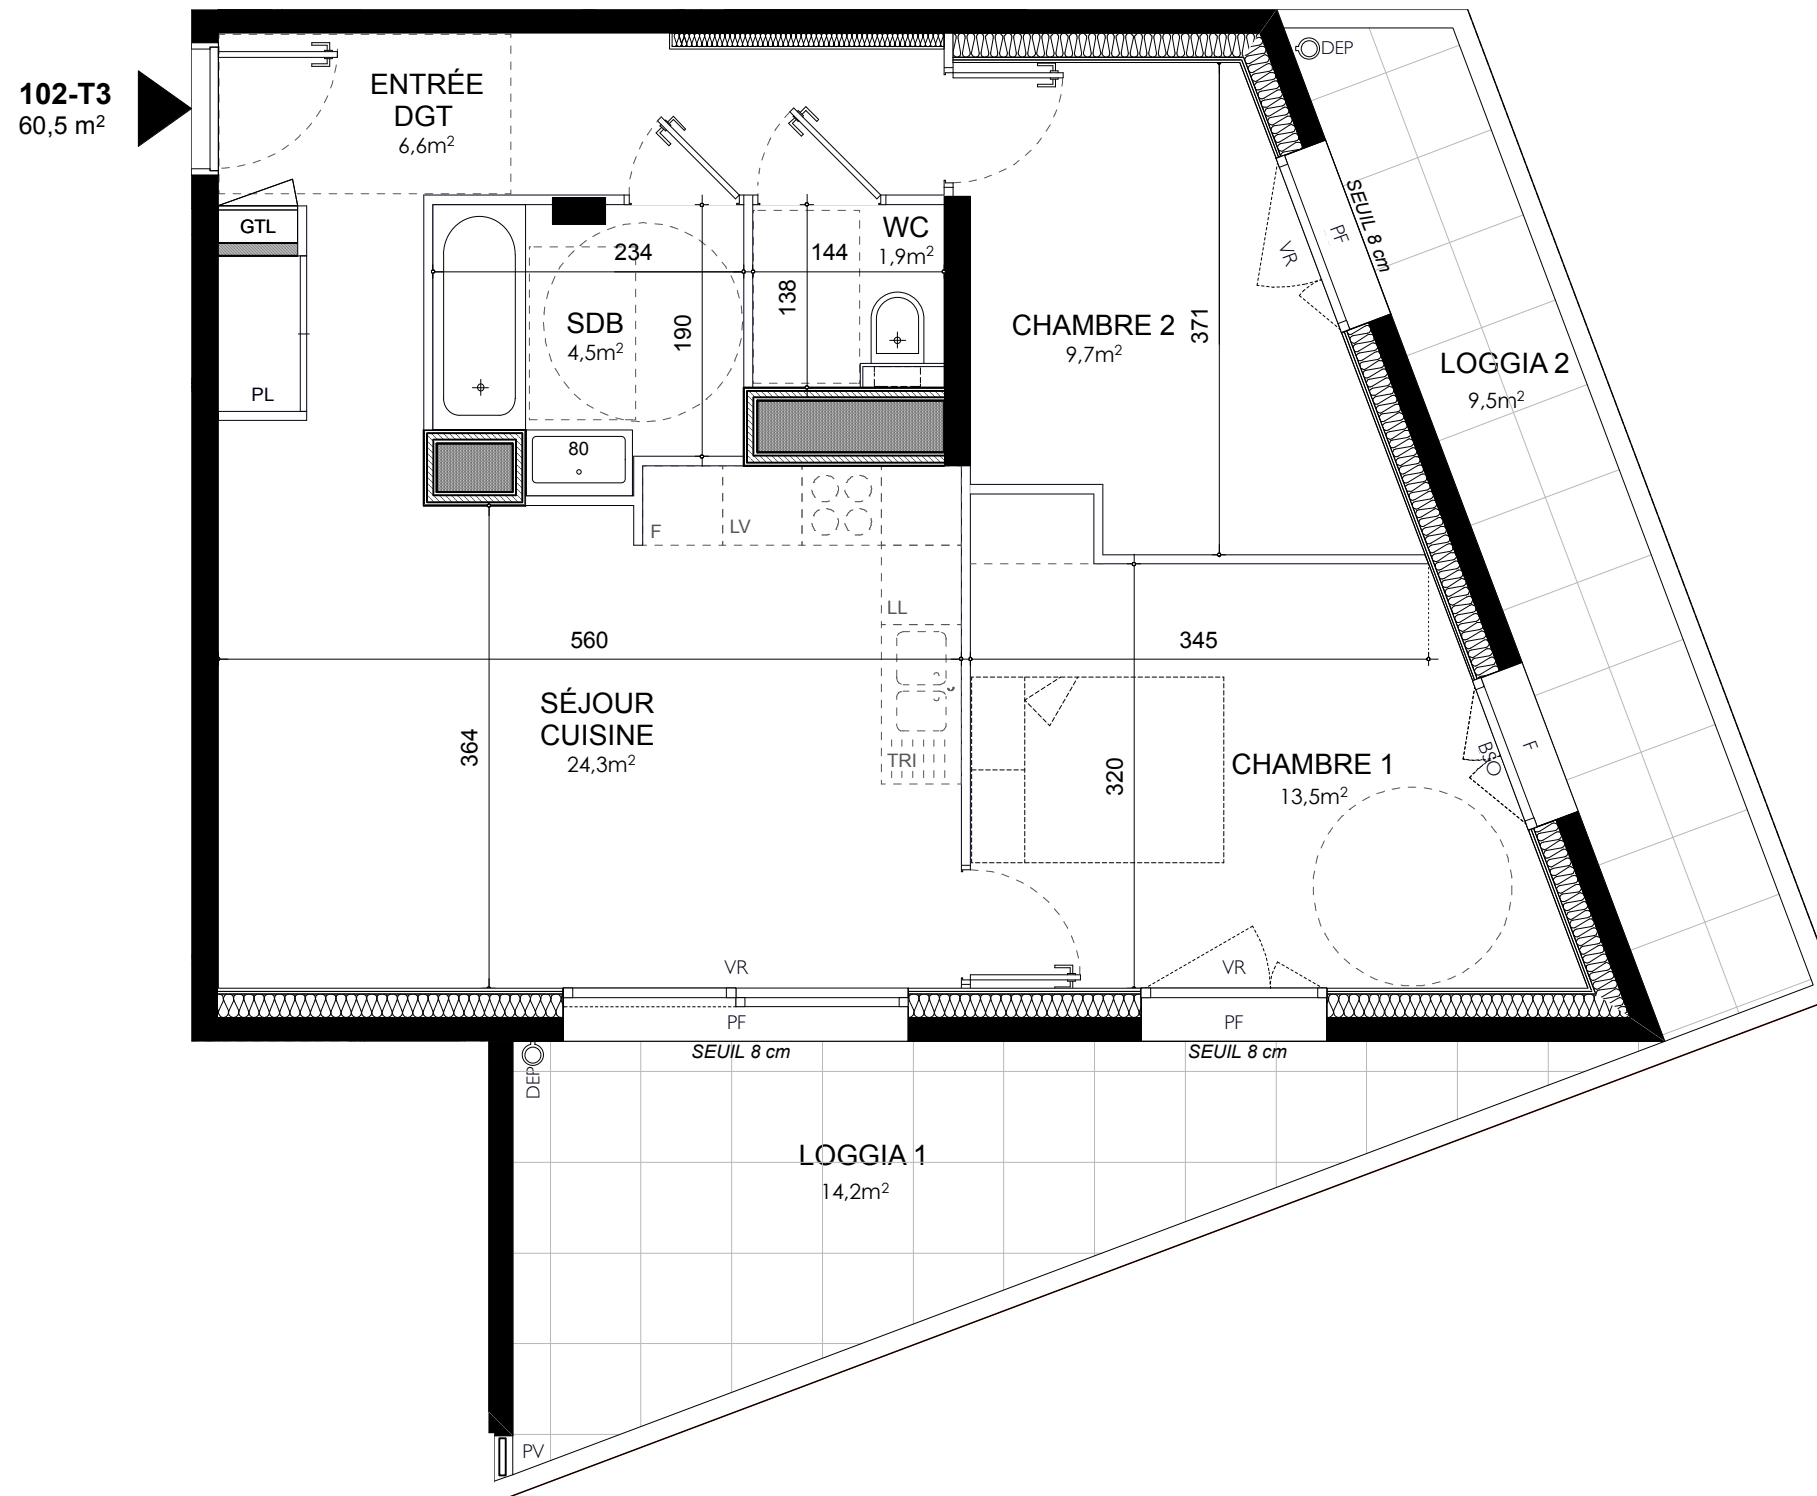 102-T3
60,5 m²
ENTRÉE
DGT
6,6m²
DEP
GTL
PL
234
SDB
4,5m²
190
80
144
138
WC
1,9m²
CHAMBRE 2
9,7m²
371
VR
PF
SEUIL 8 cm
LOGGIA 2
9,5m²
F
LV
LL
TRI
560
SÉJOUR
CUISINE
24,3m²
364
345
320
CHAMBRE 1
13,5m²
BSO
F
VR
PF
SEUIL 8 cm
VR
PF
SEUIL 8 cm
DEP
LOGGIA 1
14,2m²
PV